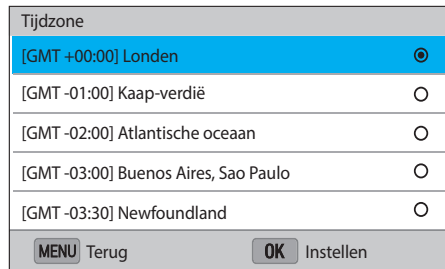 Tijdzone
[GMT +00:00] Londen
[GMT -01:00] Kaap-verdië
[GMT -02:00] Atlantische oceaan
[GMT -03:00] Buenos Aires, Sao Paulo
[GMT -03:30] Newfoundland
MENU Terug OK Instellen